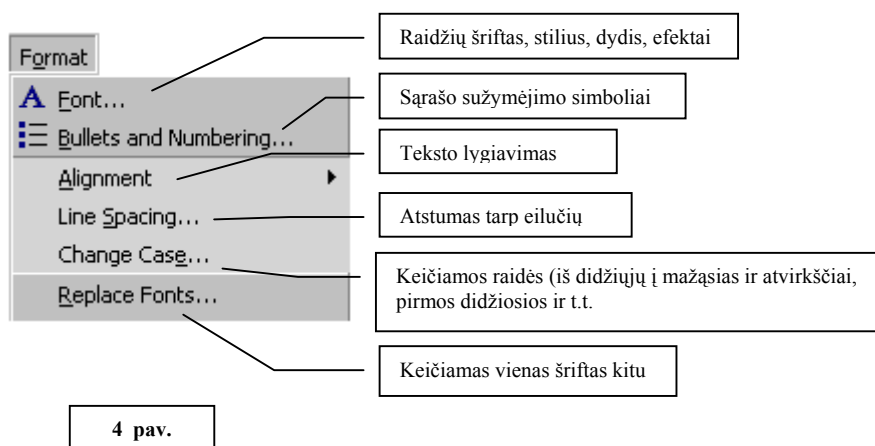 Format
Font...
Bullets and Numbering...
Alignment
Line Spacing...
Change Case...
Replace Fonts...
Raidžių šriftas, stilius, dydis, efektai
Sąrašo sužymėjimo simboliai
Teksto lygiavimas
Atstumas tarp eilučių
Keičiamos raidės (iš didžiųjų į mažąsias ir atvirkščiai,
pirmos didžiosios ir t.t.
Keičiamas vienas šriftas kitu
4 pav.